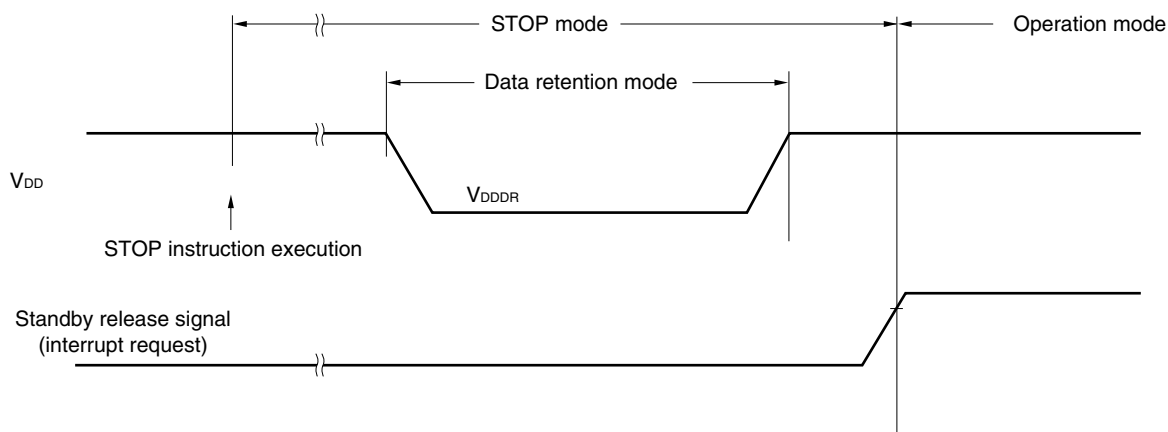 STOP mode
Operation mode
Data retention mode
VDD
VDDDR
STOP instruction execution
Standby release signal
(interrupt request)